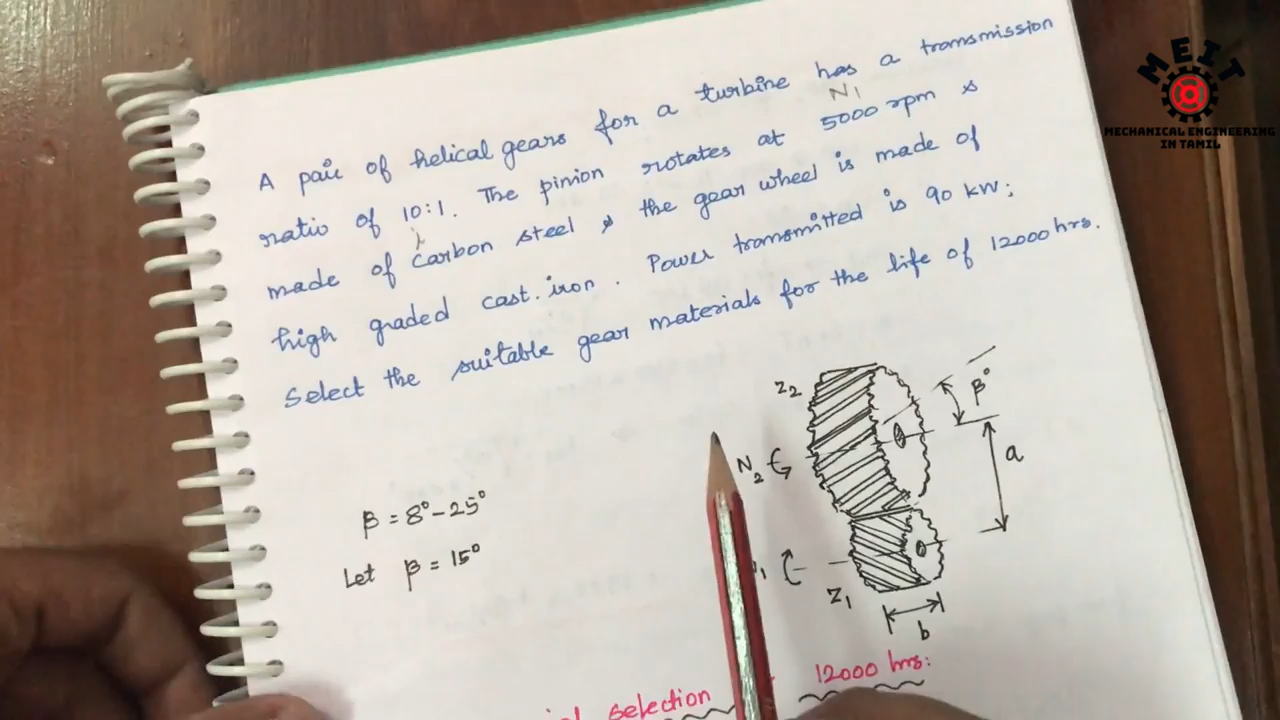 A pair of helical gears for a turbine has a transmission
ratio of 10:1. The pinion rotates at 5000 rpm &
N1
made of carbon steel & the gear wheel is made of
i
high graded cast.iron. Power transmitted is 90 kW;
Select the suitable gear materials for the life of 12000 hrs.
β = 8° - 25°
Let β = 15°
Z2
β°
N2
a
Z1
b
selection
12000 hrs:
MEIT
MECHANICAL ENGINEERING
IN TAMIL